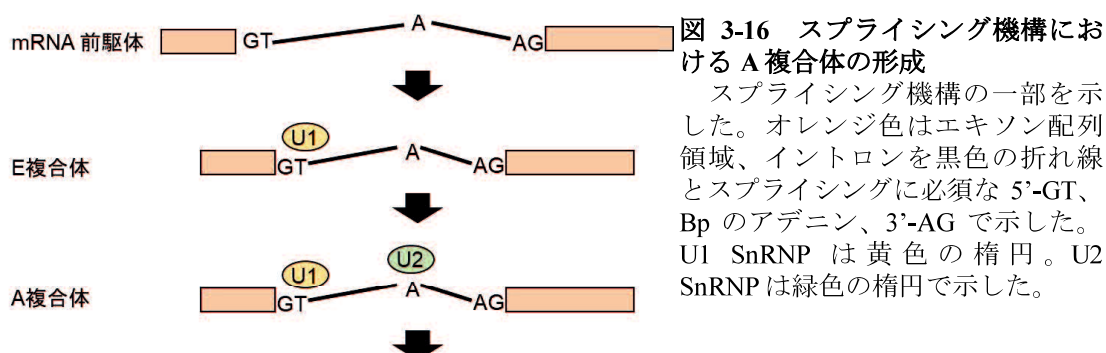 mRNA 前駆体
GT
A
AG
E複合体
U1
GT
A
AG
A複合体
U1
U2
GT
A
AG
図 3-16 スプライシング機構にお
ける A 複合体の形成
スプライシング機構の一部を示
した。オレンジ色はエキソン配列
領域、イントロンを黒色の折れ線
とスプライシングに必須な 5’-GT、
Bp のアデニン、3’-AG で示した。
U1 SnRNP は黄色の楕円。U2
SnRNP は緑色の楕円で示した。